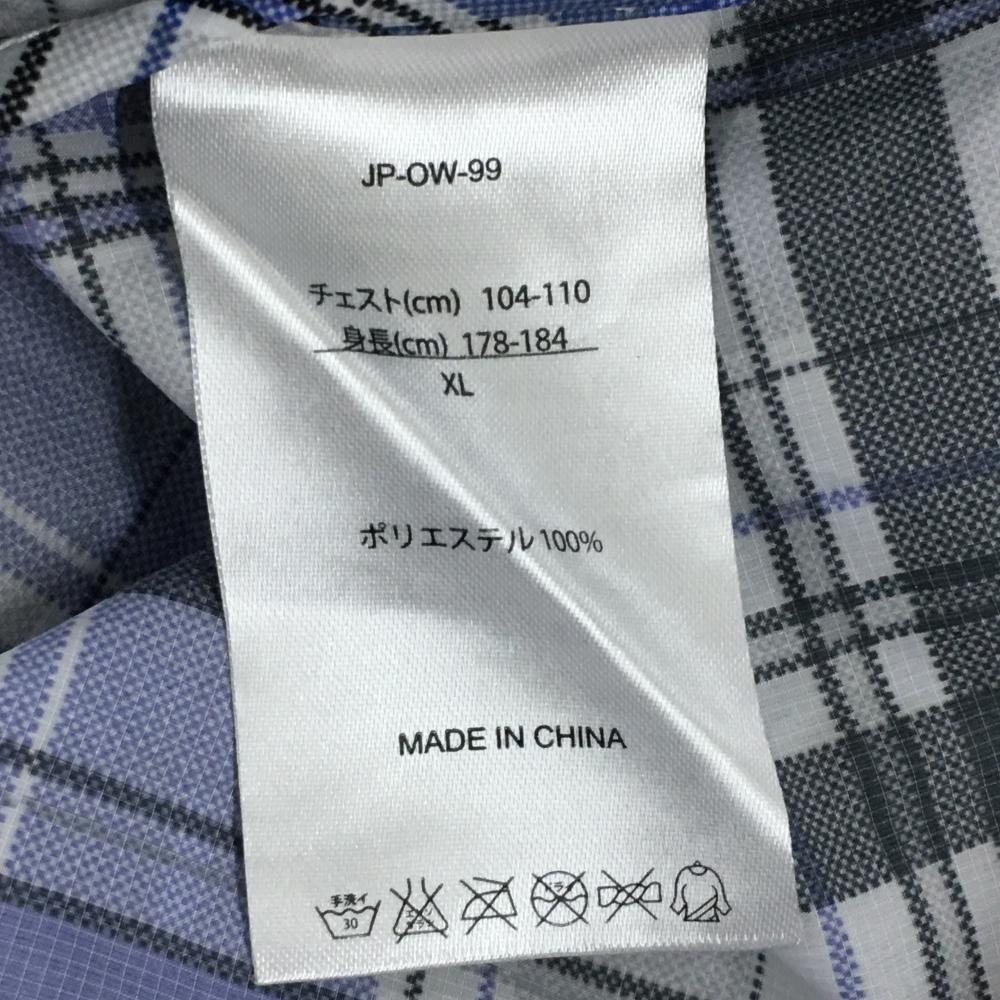 JP-OW-99
チェスト(cm) 104-110
身長(cm) 178-184
XL
ポリエステル100%
MADE IN CHINA
手洗イ
30